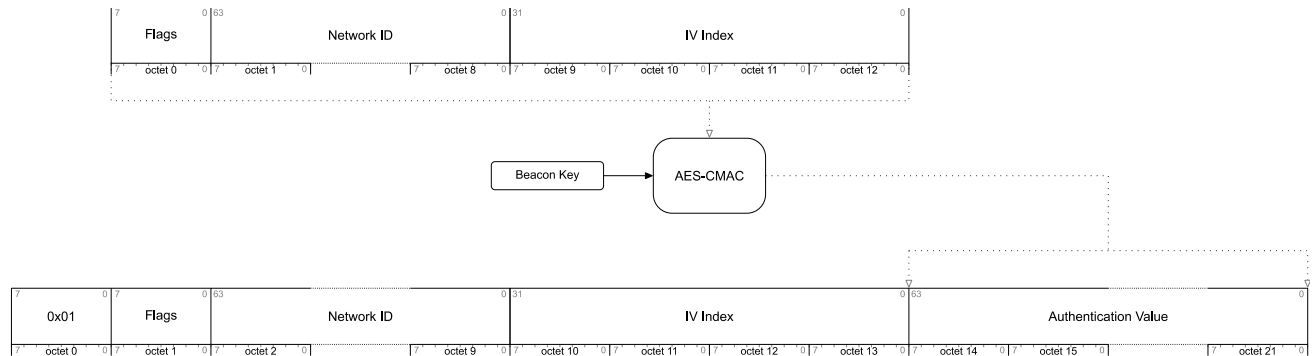 7 0 63 0 31 0
Flags Network ID IV Index
7 octet 0 0 7 octet 1 octet 8 0 7 octet 9 0 7 octet 10 0 7 octet 11 0 7 octet 12 0
Beacon Key AES-CMAC
7 0 7 0 63 0 31 0 63 0
0x01 Flags Network ID IV Index Authentication Value
7 octet 0 0 7 octet 1 0 7 octet 2 octet 9 0 7 octet 10 0 7 octet 11 0 7 octet 12 0 7 octet 13 0 7 octet 14 0 7 octet 15 0 7 octet 21 0